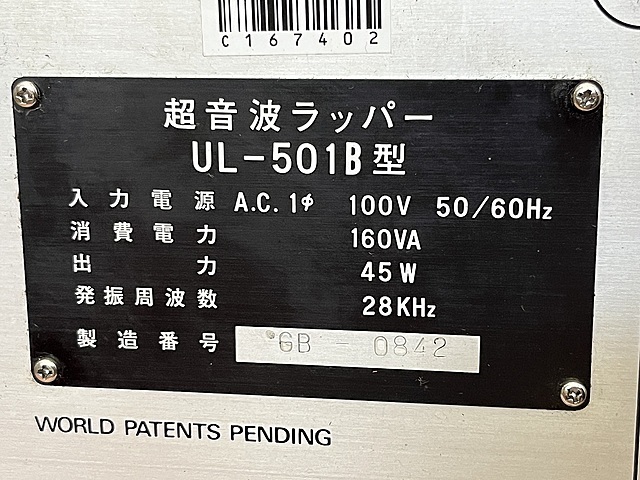 C167402
超音波ラッパー
UL-501B型
入力電源 A.C. 1φ 100V 50/60Hz
消費電力 160VA
出力 45W
発振周波数 28KHz
製造番号 GB - 0842
WORLD PATENTS PENDING